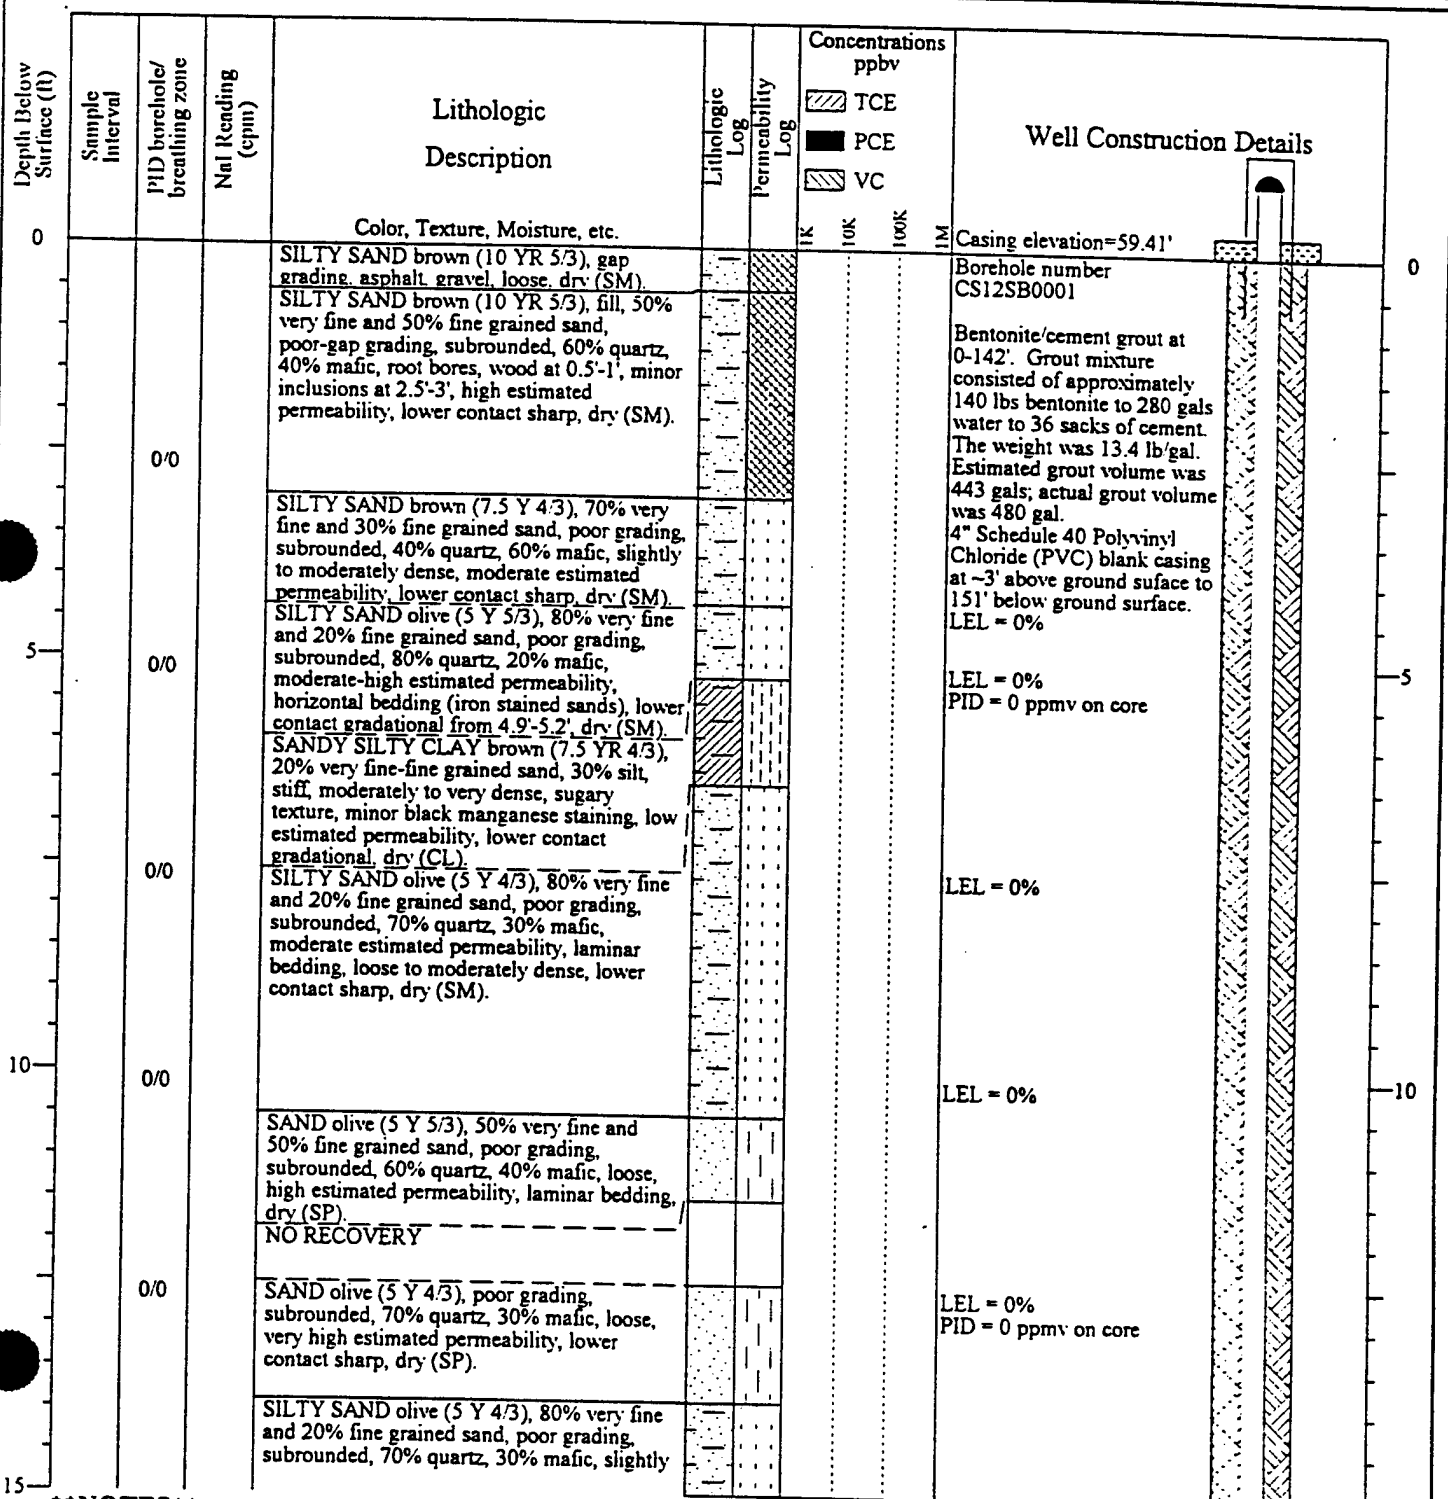 Depth Below
Surface (ft)
Sample
Interval
PID borehole/
breathing zone
NaI Reading
(cpm)
Lithologic
Description
Color, Texture, Moisture, etc.
Lithologic
Log
Permeability
Log
Concentrations
ppbv
TCE
PCE
VC
1K
10K
100K
1M
Well Construction Details
0
Casing elevation=59.41'
0
SILTY SAND brown (10 YR 5/3), gap
grading, asphalt, gravel, loose, dry (SM).
SILTY SAND brown (10 YR 5/3), fill, 50%
very fine and 50% fine grained sand,
poor-gap grading, subrounded, 60% quartz,
40% mafic, root bores, wood at 0.5'-1', minor
inclusions at 2.5'-3', high estimated
permeability, lower contact sharp, dry (SM).
0/0
SILTY SAND brown (7.5 Y 4/3), 70% very
fine and 30% fine grained sand, poor grading,
subrounded, 40% quartz, 60% mafic, slightly
to moderately dense, moderate estimated
permeability, lower contact sharp, dry (SM).
SILTY SAND olive (5 Y 5/3), 80% very fine
and 20% fine grained sand, poor grading,
subrounded, 80% quartz, 20% mafic,
moderate-high estimated permeability,
horizontal bedding (iron stained sands), lower
contact gradational from 4.9'-5.2', dry (SM).
5
0/0
SANDY SILTY CLAY brown (7.5 YR 4/3),
20% very fine-fine grained sand, 30% silt,
stiff, moderately to very dense, sugary
texture, minor black manganese staining, low
estimated permeability, lower contact
gradational, dry (CL).
0/0
SILTY SAND olive (5 Y 4/3), 80% very fine
and 20% fine grained sand, poor grading,
subrounded, 70% quartz, 30% mafic,
moderate estimated permeability, laminar
bedding, loose to moderately dense, lower
contact sharp, dry (SM).
10
0/0
SAND olive (5 Y 5/3), 50% very fine and
50% fine grained sand, poor grading,
subrounded, 60% quartz, 40% mafic, loose,
high estimated permeability, laminar bedding,
dry (SP).
NO RECOVERY
0/0
SAND olive (5 Y 4/3), poor grading,
subrounded, 70% quartz, 30% mafic, loose,
very high estimated permeability, lower
contact sharp, dry (SP).
SILTY SAND olive (5 Y 4/3), 80% very fine
and 20% fine grained sand, poor grading,
subrounded, 70% quartz, 30% mafic, slightly
15
Borehole number
CS12SB0001
Bentonite/cement grout at
0-142'. Grout mixture
consisted of approximately
140 lbs bentonite to 280 gals
water to 36 sacks of cement.
The weight was 13.4 lb/gal.
Estimated grout volume was
443 gals; actual grout volume
was 480 gal.
4" Schedule 40 Polyvinyl
Chloride (PVC) blank casing
at ~3' above ground suface to
151' below ground surface.
LEL = 0%
LEL = 0%
PID = 0 ppmv on core
5
LEL = 0%
LEL = 0%
10
LEL = 0%
PID = 0 ppmv on core